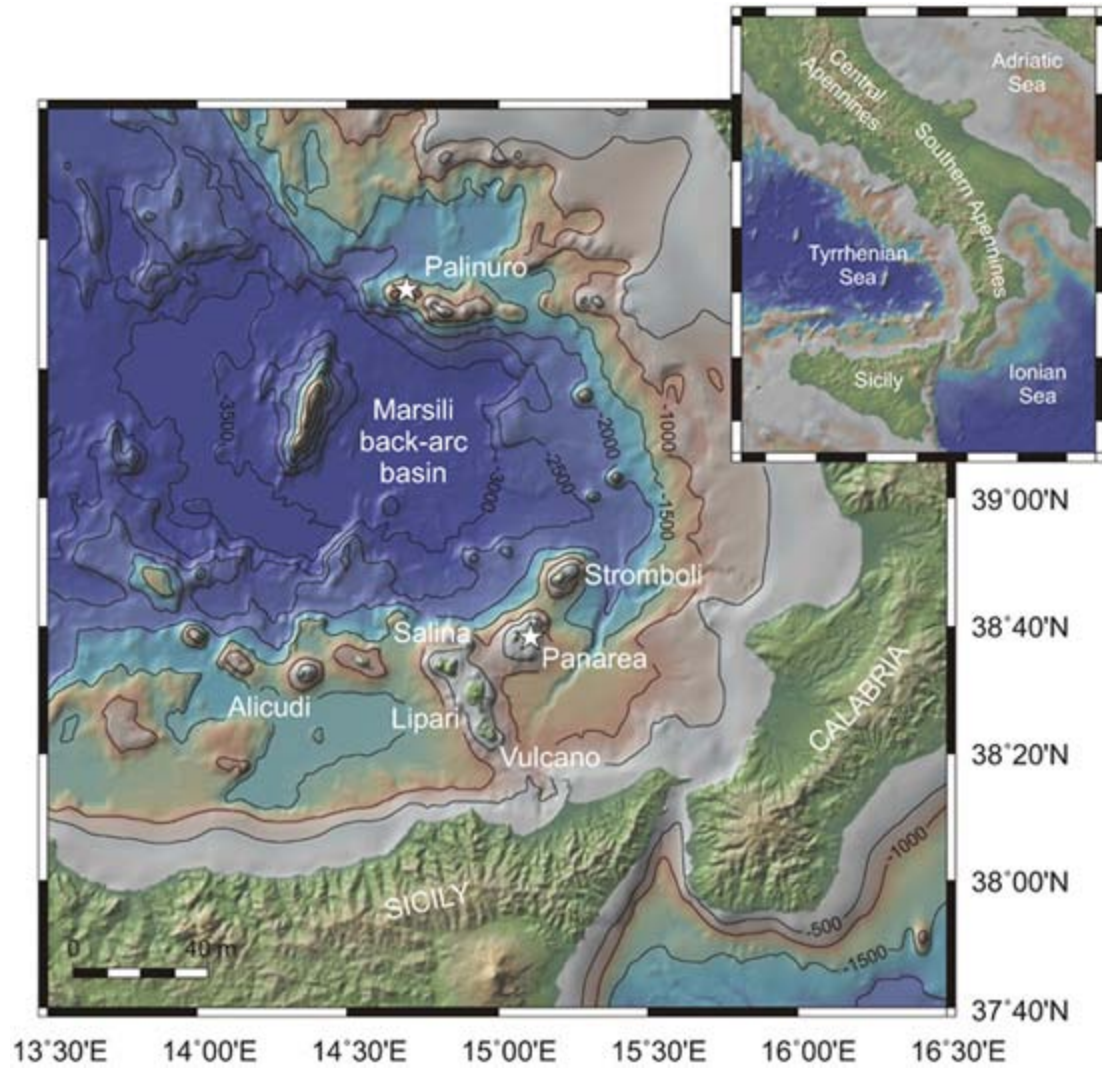 Central
Apennines
Adriatic
Sea
Southern Apennines
Tyrrhenian
Sea
Sicily
Ionian
Sea
Palinuro
Marsili
back-arc
basin
-3500
-3000
-2500
-2000
-1000
-1500
Stromboli
Salina
Panarea
Alicudi
Lipari
Vulcano
CALABRIA
SICILY
0 40 m
-1000
-500
-1500
39°00'N
38°40'N
38°20'N
38°00'N
37°40'N
13°30'E 14°00'E 14°30'E 15°00'E 15°30'E 16°00'E 16°30'E